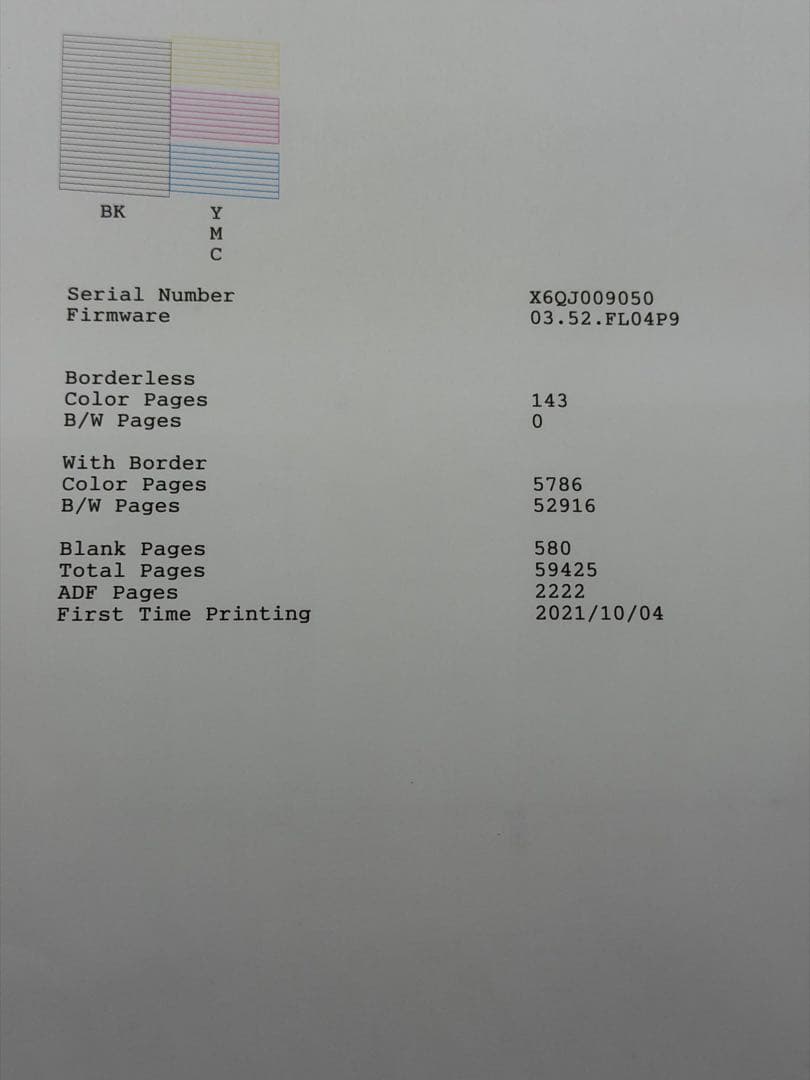 BK Y
M
C
Serial Number X6QJ009050
Firmware 03.52.FL04P9
Borderless
Color Pages 143
B/W Pages 0
With Border
Color Pages 5786
B/W Pages 52916
Blank Pages 580
Total Pages 59425
ADF Pages 2222
First Time Printing 2021/10/04